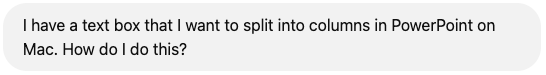 I have a text box that I want to split into columns in PowerPoint on
Mac. How do I do this?